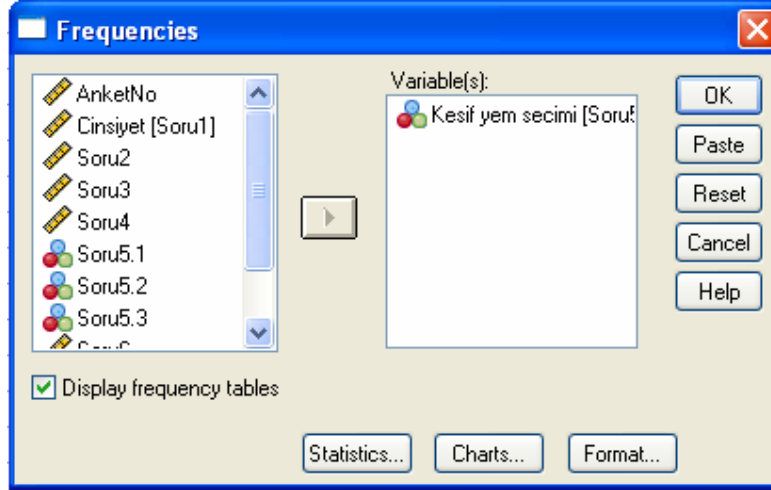 Frequencies
AnketNo
Cinsiyet [Soru1]
Soru2
Soru3
Soru4
Soru5.1
Soru5.2
Soru5.3
Variable(s):
Kesif yem secimi [Soru5
OK
Paste
Reset
Cancel
Help
Display frequency tables
Statistics...
Charts...
Format...